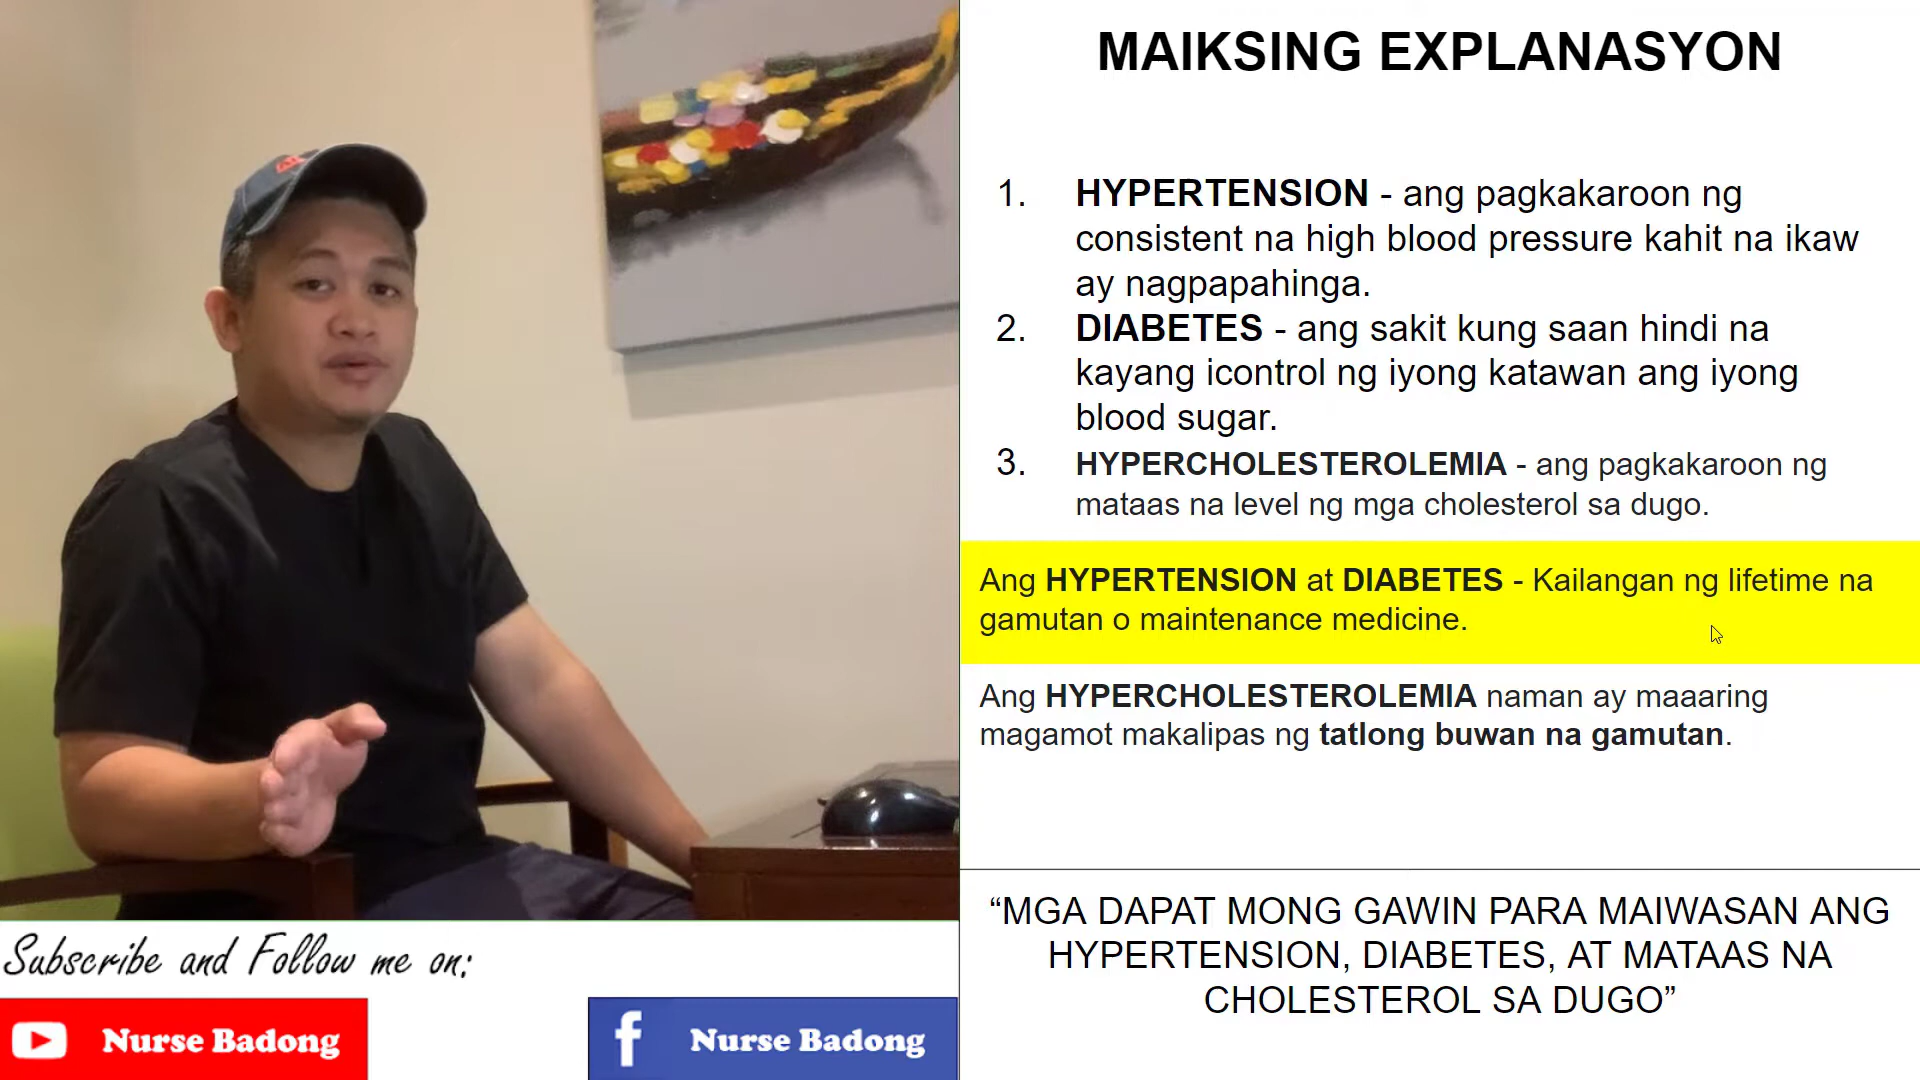 MAIKSING EXPLANASYON
1. HYPERTENSION - ang pagkakaroon ng
consistent na high blood pressure kahit na ikaw
ay nagpapahinga.
2. DIABETES - ang sakit kung saan hindi na
kayang icontrol ng iyong katawan ang iyong
blood sugar.
3. HYPERCHOLESTEROLEMIA - ang pagkakaroon ng
mataas na level ng mga cholesterol sa dugo.
Ang HYPERTENSION at DIABETES - Kailangan ng lifetime na
gamutan o maintenance medicine.
Ang HYPERCHOLESTEROLEMIA naman ay maaaring
magamot makalipas ng tatlong buwan na gamutan.
“MGA DAPAT MONG GAWIN PARA MAIWASAN ANG
HYPERTENSION, DIABETES, AT MATAAS NA
CHOLESTEROL SA DUGO”
Subscribe and Follow me on:
Nurse Badong
f Nurse Badong